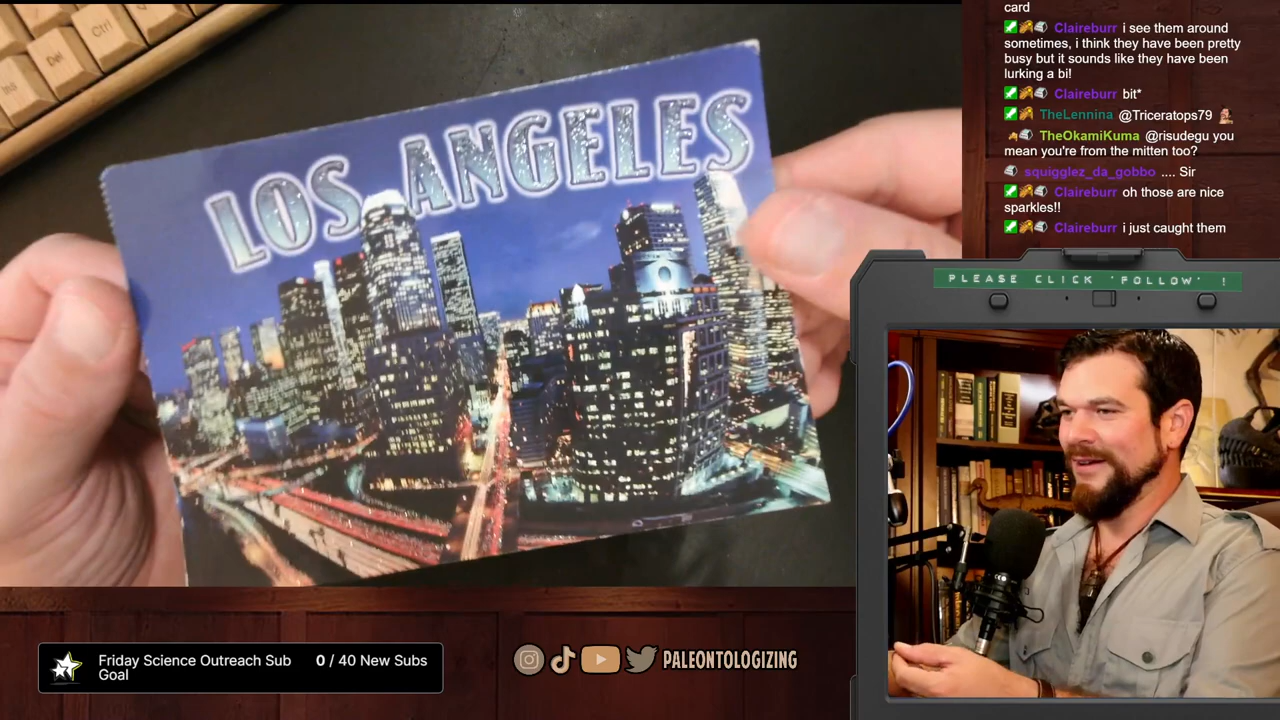 Ctrl
Del
Ins
LOS ANGELES
card
Claireburr i see them around
sometimes, i think they have been pretty
busy but it sounds like they have been
lurking a bi!
Claireburr bit*
TheLennina @Triceratops79
TheOkamiKuma @risudegu you
mean you're from the mitten too?
squigglez_da_gobbo .... Sir
Claireburr oh those are nice
sparkles!!
Claireburr i just caught them
PLEASE CLICK 'FOLLOW' !
Friday Science Outreach Sub
Goal
0 / 40 New Subs
PALEONTOLOGIZING